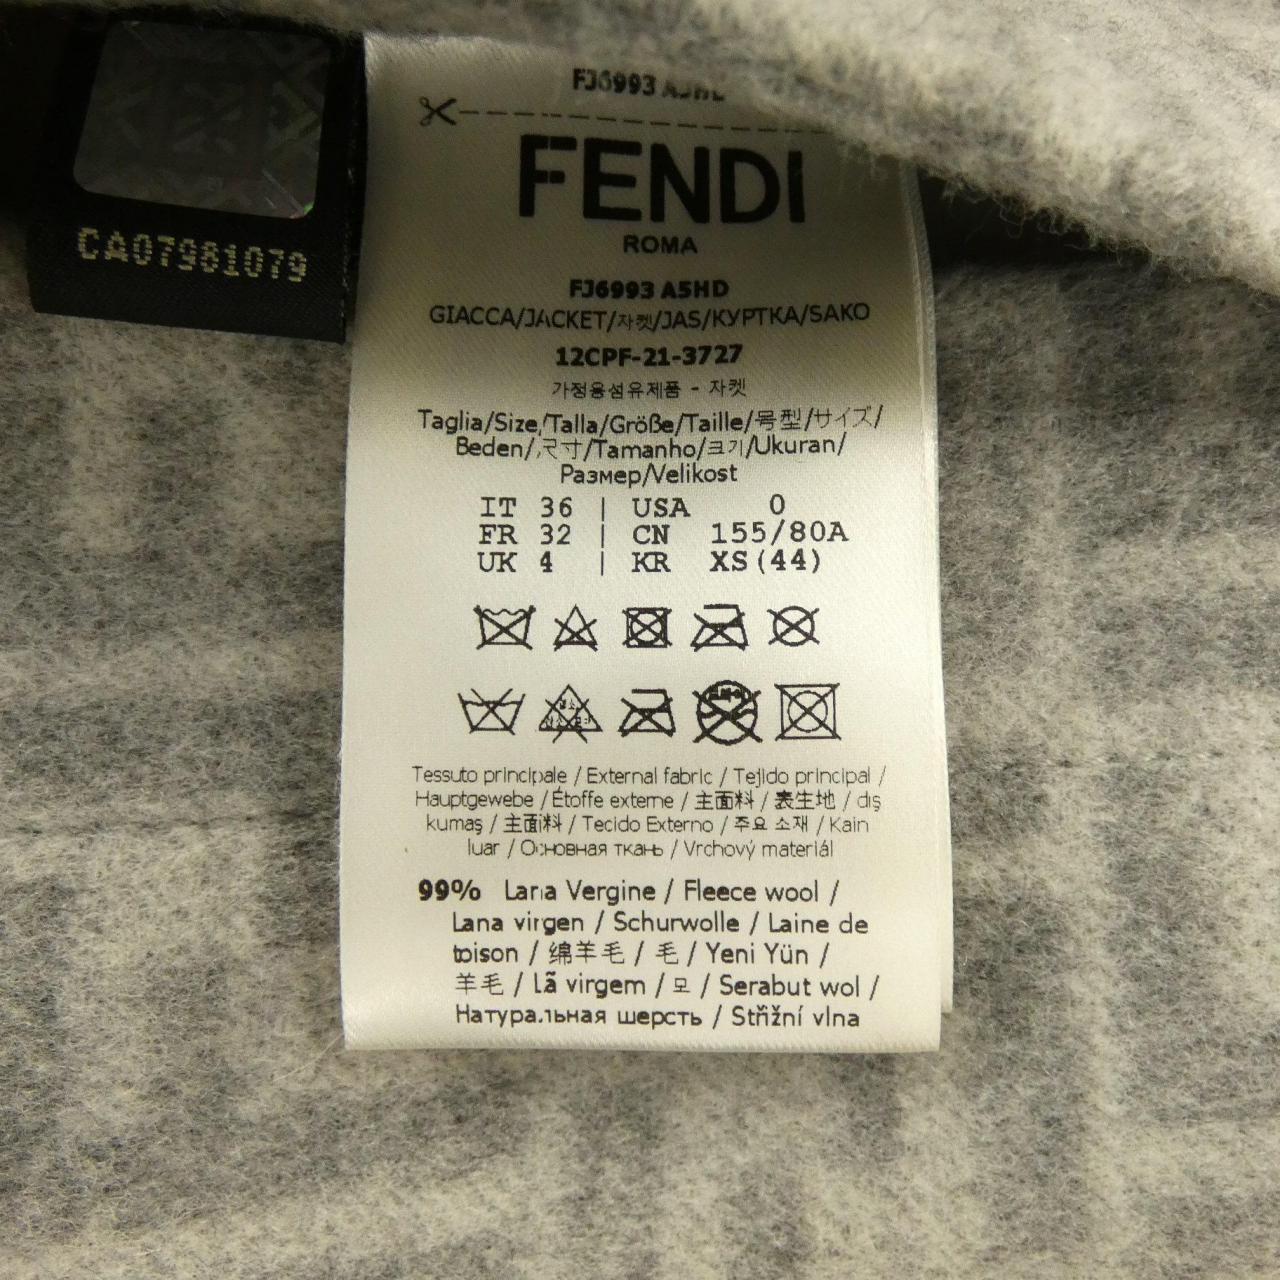 FJ6993 A5HD
CA07981079
FENDI
ROMA
FJ6993 A5HD
GIACCA/JACKET/자켓/JAS/КУРТКА/SAKO
12CPF-21-3727
가정용섬유제품 - 자켓
Taglia/Size/Talla/Größe/Taille/号型/サイズ/
Beden/尺寸/Tamanho/크기/Ukuran/
Размер/Velikost
IT 36 | USA 0
FR 32 | CN 155/80A
UK 4 | KR XS(44)
Tessuto principale / External fabric / Tejido principal /
Hauptgewebe / Étoffe externe / 主面料 / 表生地 / dış
kumaş / 主面料 / Tecido Externo / 주요 소재 / Kain
luar / Основная ткань / Vrchový materiál
99% Lana Vergine / Fleece wool /
Lana virgen / Schurwolle / Laine de
toison / 绵羊毛 / 毛 / Yeni Yün /
羊毛 / Lã virgem / 모 / Serabut wol /
Натуральная шерсть / Střižní vlna